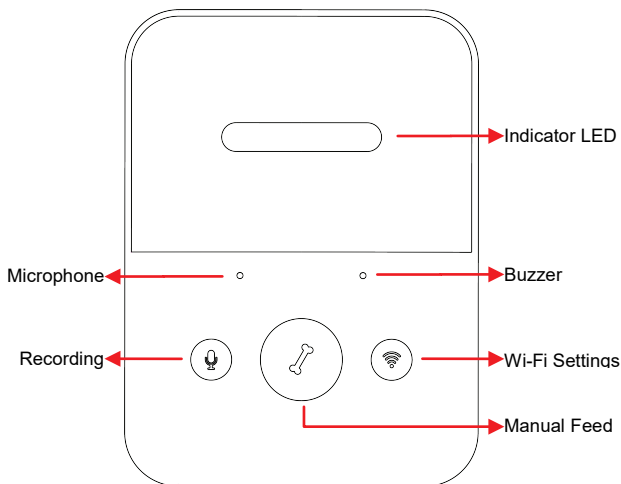 Indicator LED
Microphone
Buzzer
Recording
Wi-Fi Settings
Manual Feed